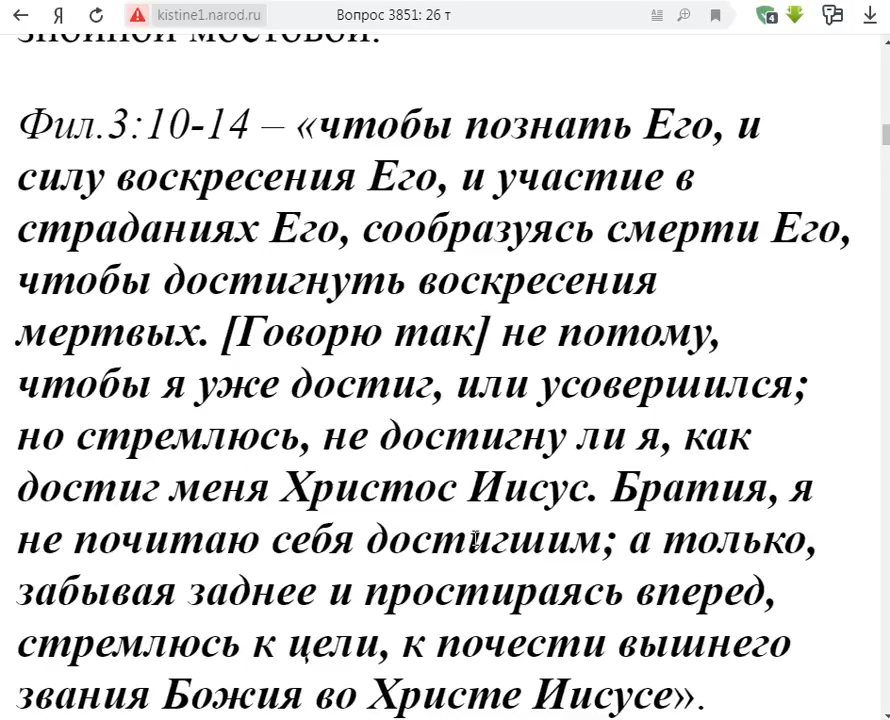 Я kistine1.narod.ru Вопрос 3851: 26 т 4
знойной мостовой.
Фил.3:10-14 – «чтобы познать Его, и
силу воскресения Его, и участие в
страданиях Его, сообразуясь смерти Его,
чтобы достигнуть воскресения
мертвых. [Говорю так] не потому,
чтобы я уже достиг, или усовершился;
но стремлюсь, не достигну ли я, как
достиг меня Христос Иисус. Братия, я
не почитаю себя достигшим; а только,
забывая заднее и простираясь вперед,
стремлюсь к цели, к почести вышнего
звания Божия во Христе Иисусе».